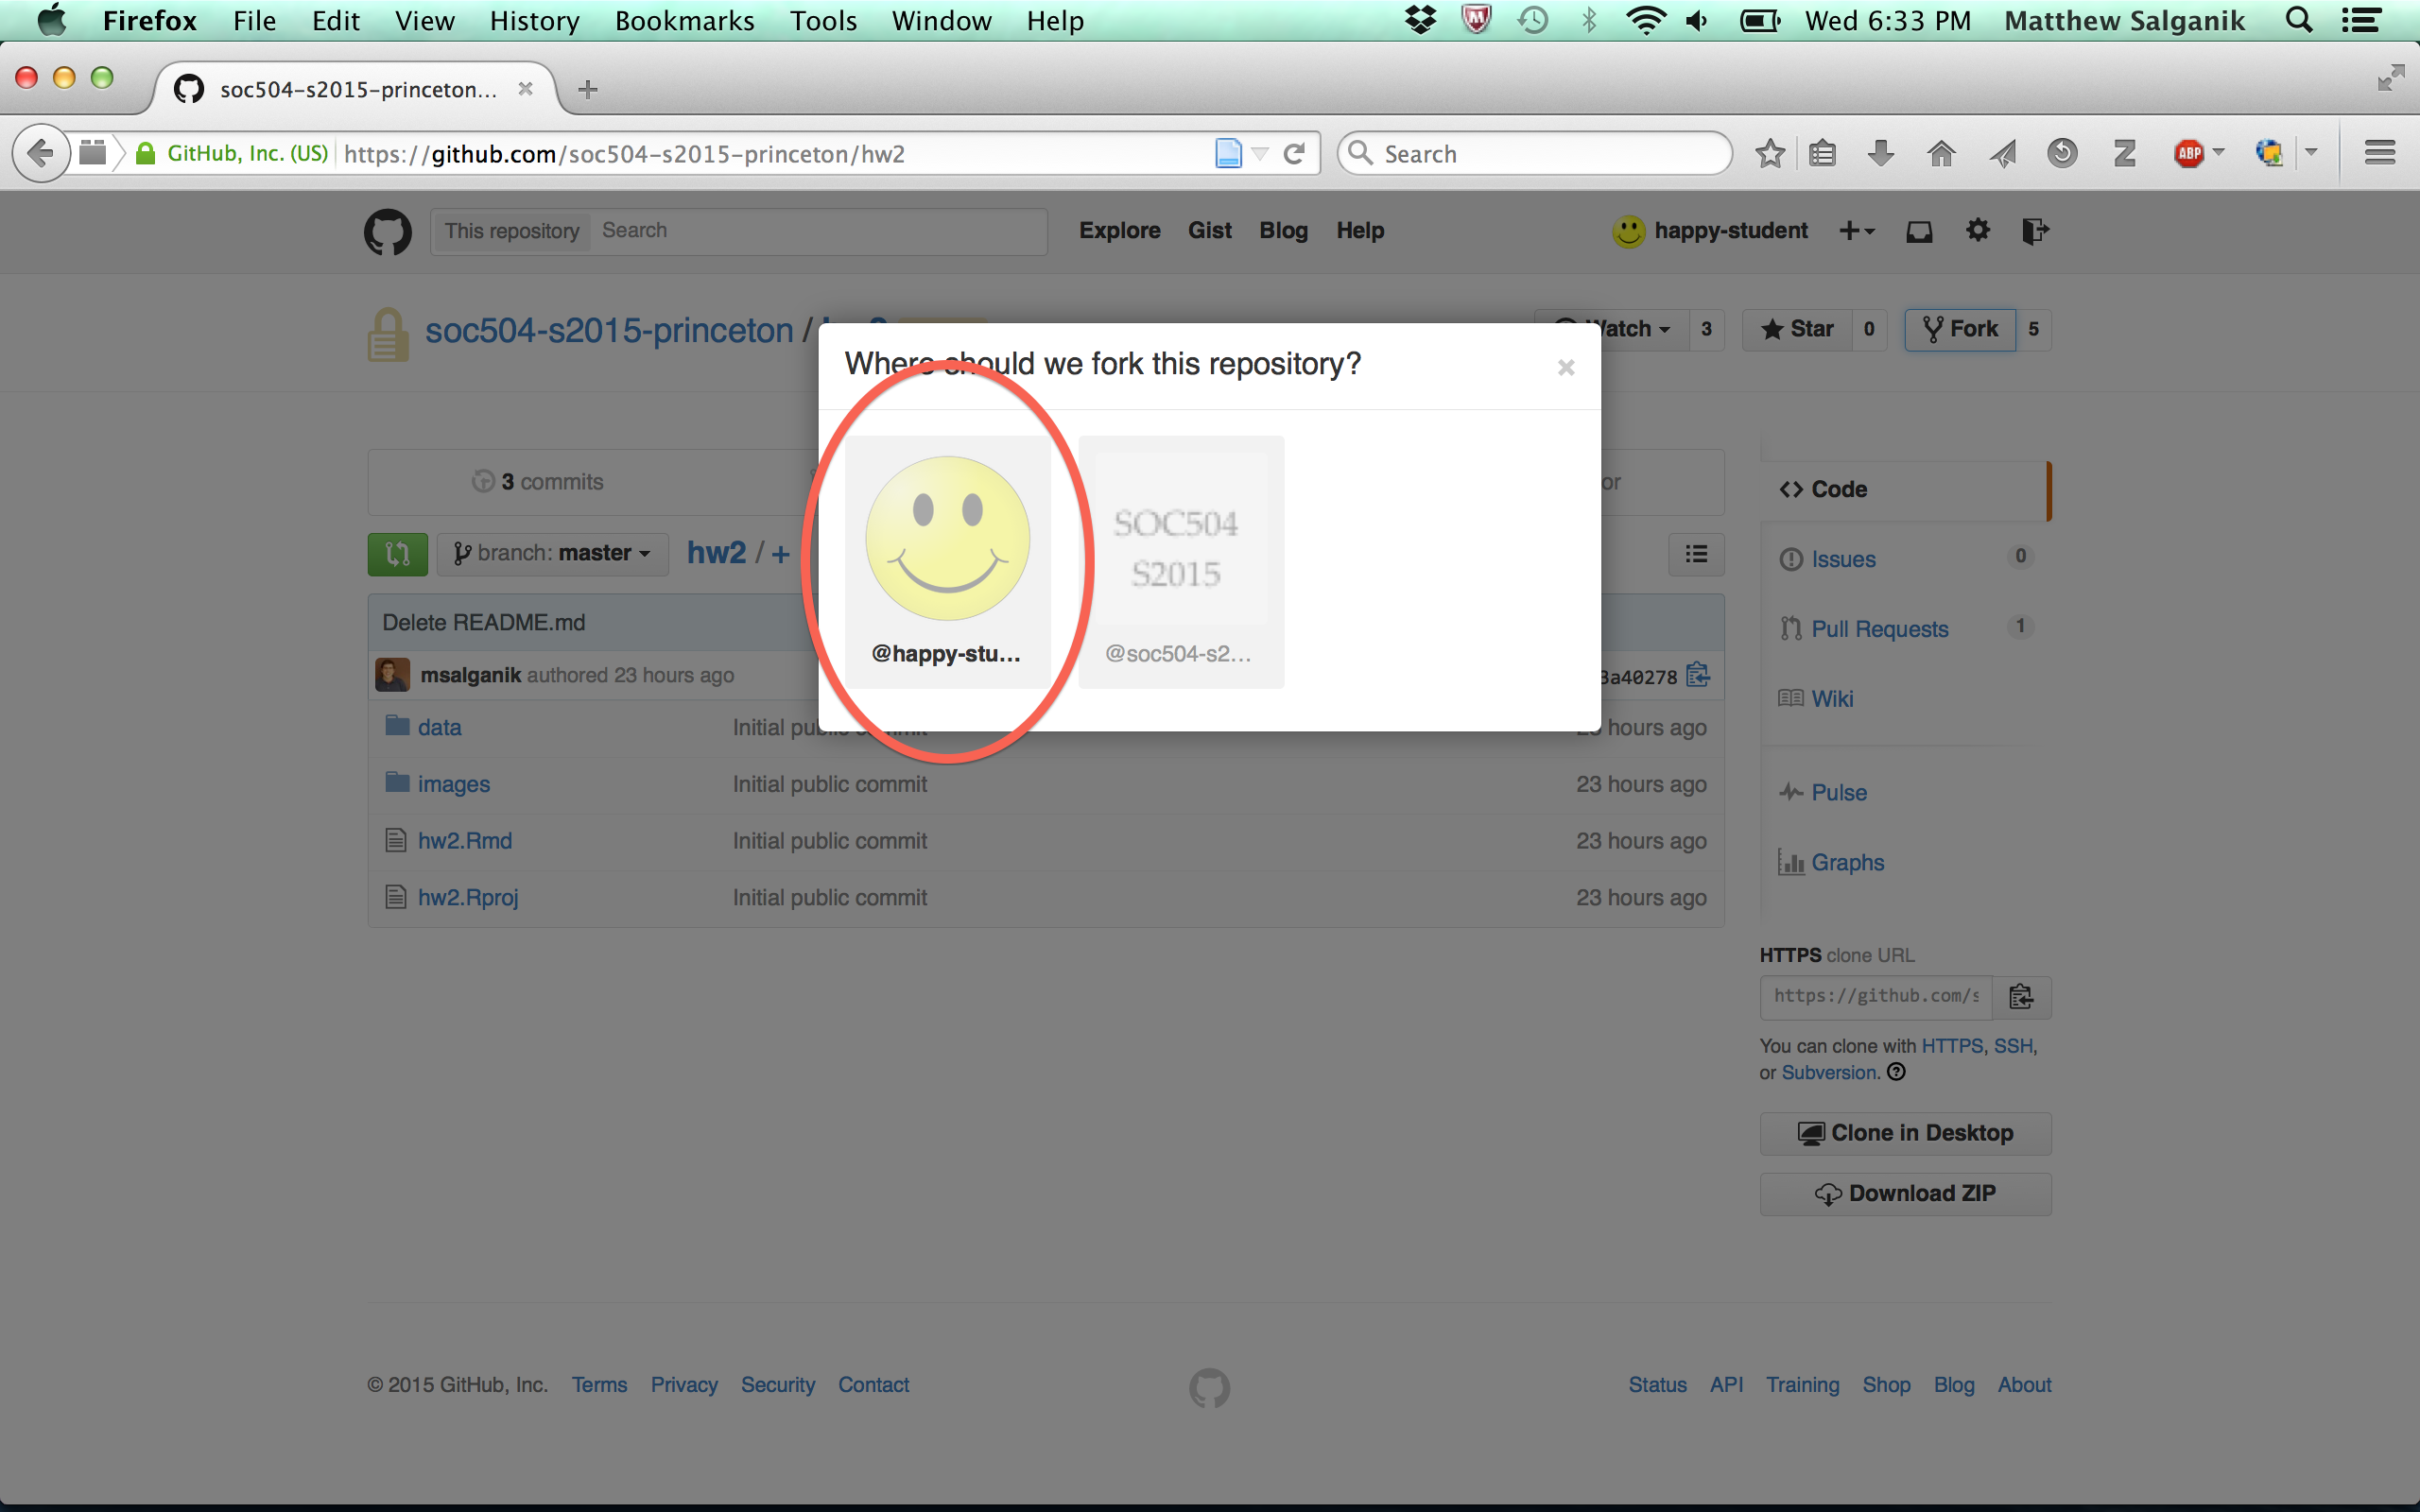 Firefox File Edit View History Bookmarks Tools Window Help Wed 6:33 PM Matthew Salganik
soc504-s2015-princeton...
GitHub, Inc. (US) https://github.com/soc504-s2015-princeton/hw2 Search ABP
This repository Search Explore Gist Blog Help happy-student
soc504-s2015-princeton / Watch 3 Star 0 Fork 5
Where should we fork this repository?
3 commits
SOC504
S2015
@happy-stu... @soc504-s2...
branch: master hw2 / +
Delete README.md
msalganik authored 23 hours ago 3a40278
data Initial hours ago
images Initial public commit 23 hours ago
hw2.Rmd Initial public commit 23 hours ago
hw2.Rproj Initial public commit 23 hours ago
Code
Issues 0
Pull Requests 1
Wiki
Pulse
Graphs
HTTPS clone URL
https://github.com/s
You can clone with HTTPS, SSH,
or Subversion.
Clone in Desktop
Download ZIP
© 2015 GitHub, Inc. Terms Privacy Security Contact Status API Training Shop Blog About